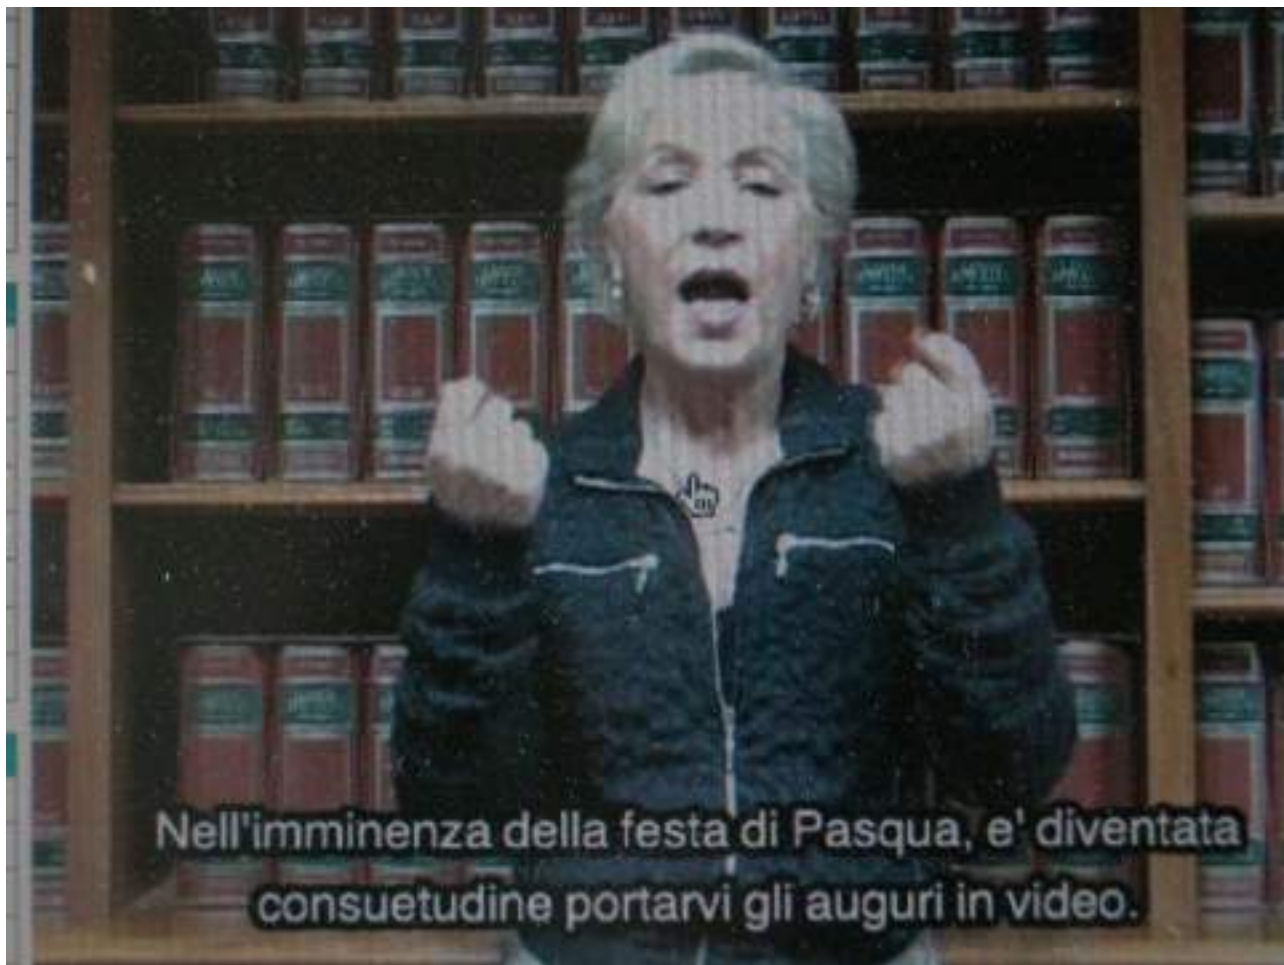 Nell'imminenza della festa di Pasqua, e' diventata
consuetudine portarvi gli auguri in video.